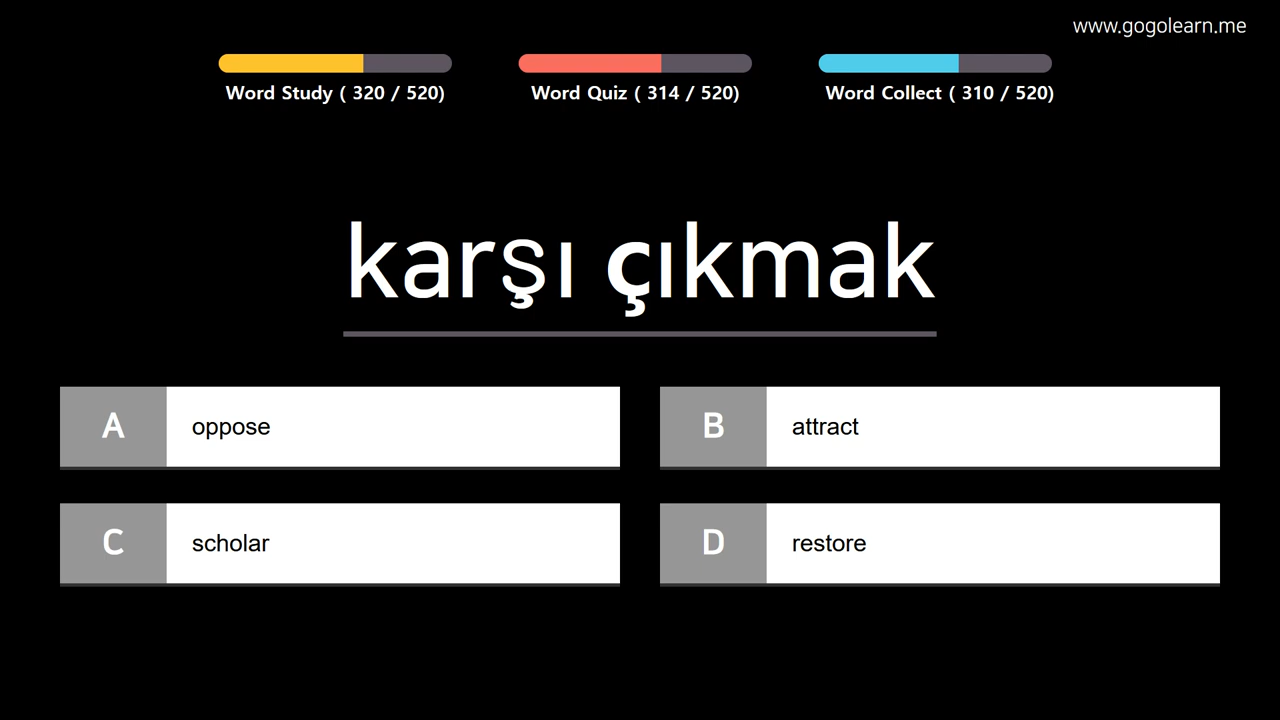 www.gogolearn.me
Word Study ( 320 / 520)
Word Quiz ( 314 / 520)
Word Collect ( 310 / 520)
karşı çıkmak
A oppose
B attract
C scholar
D restore